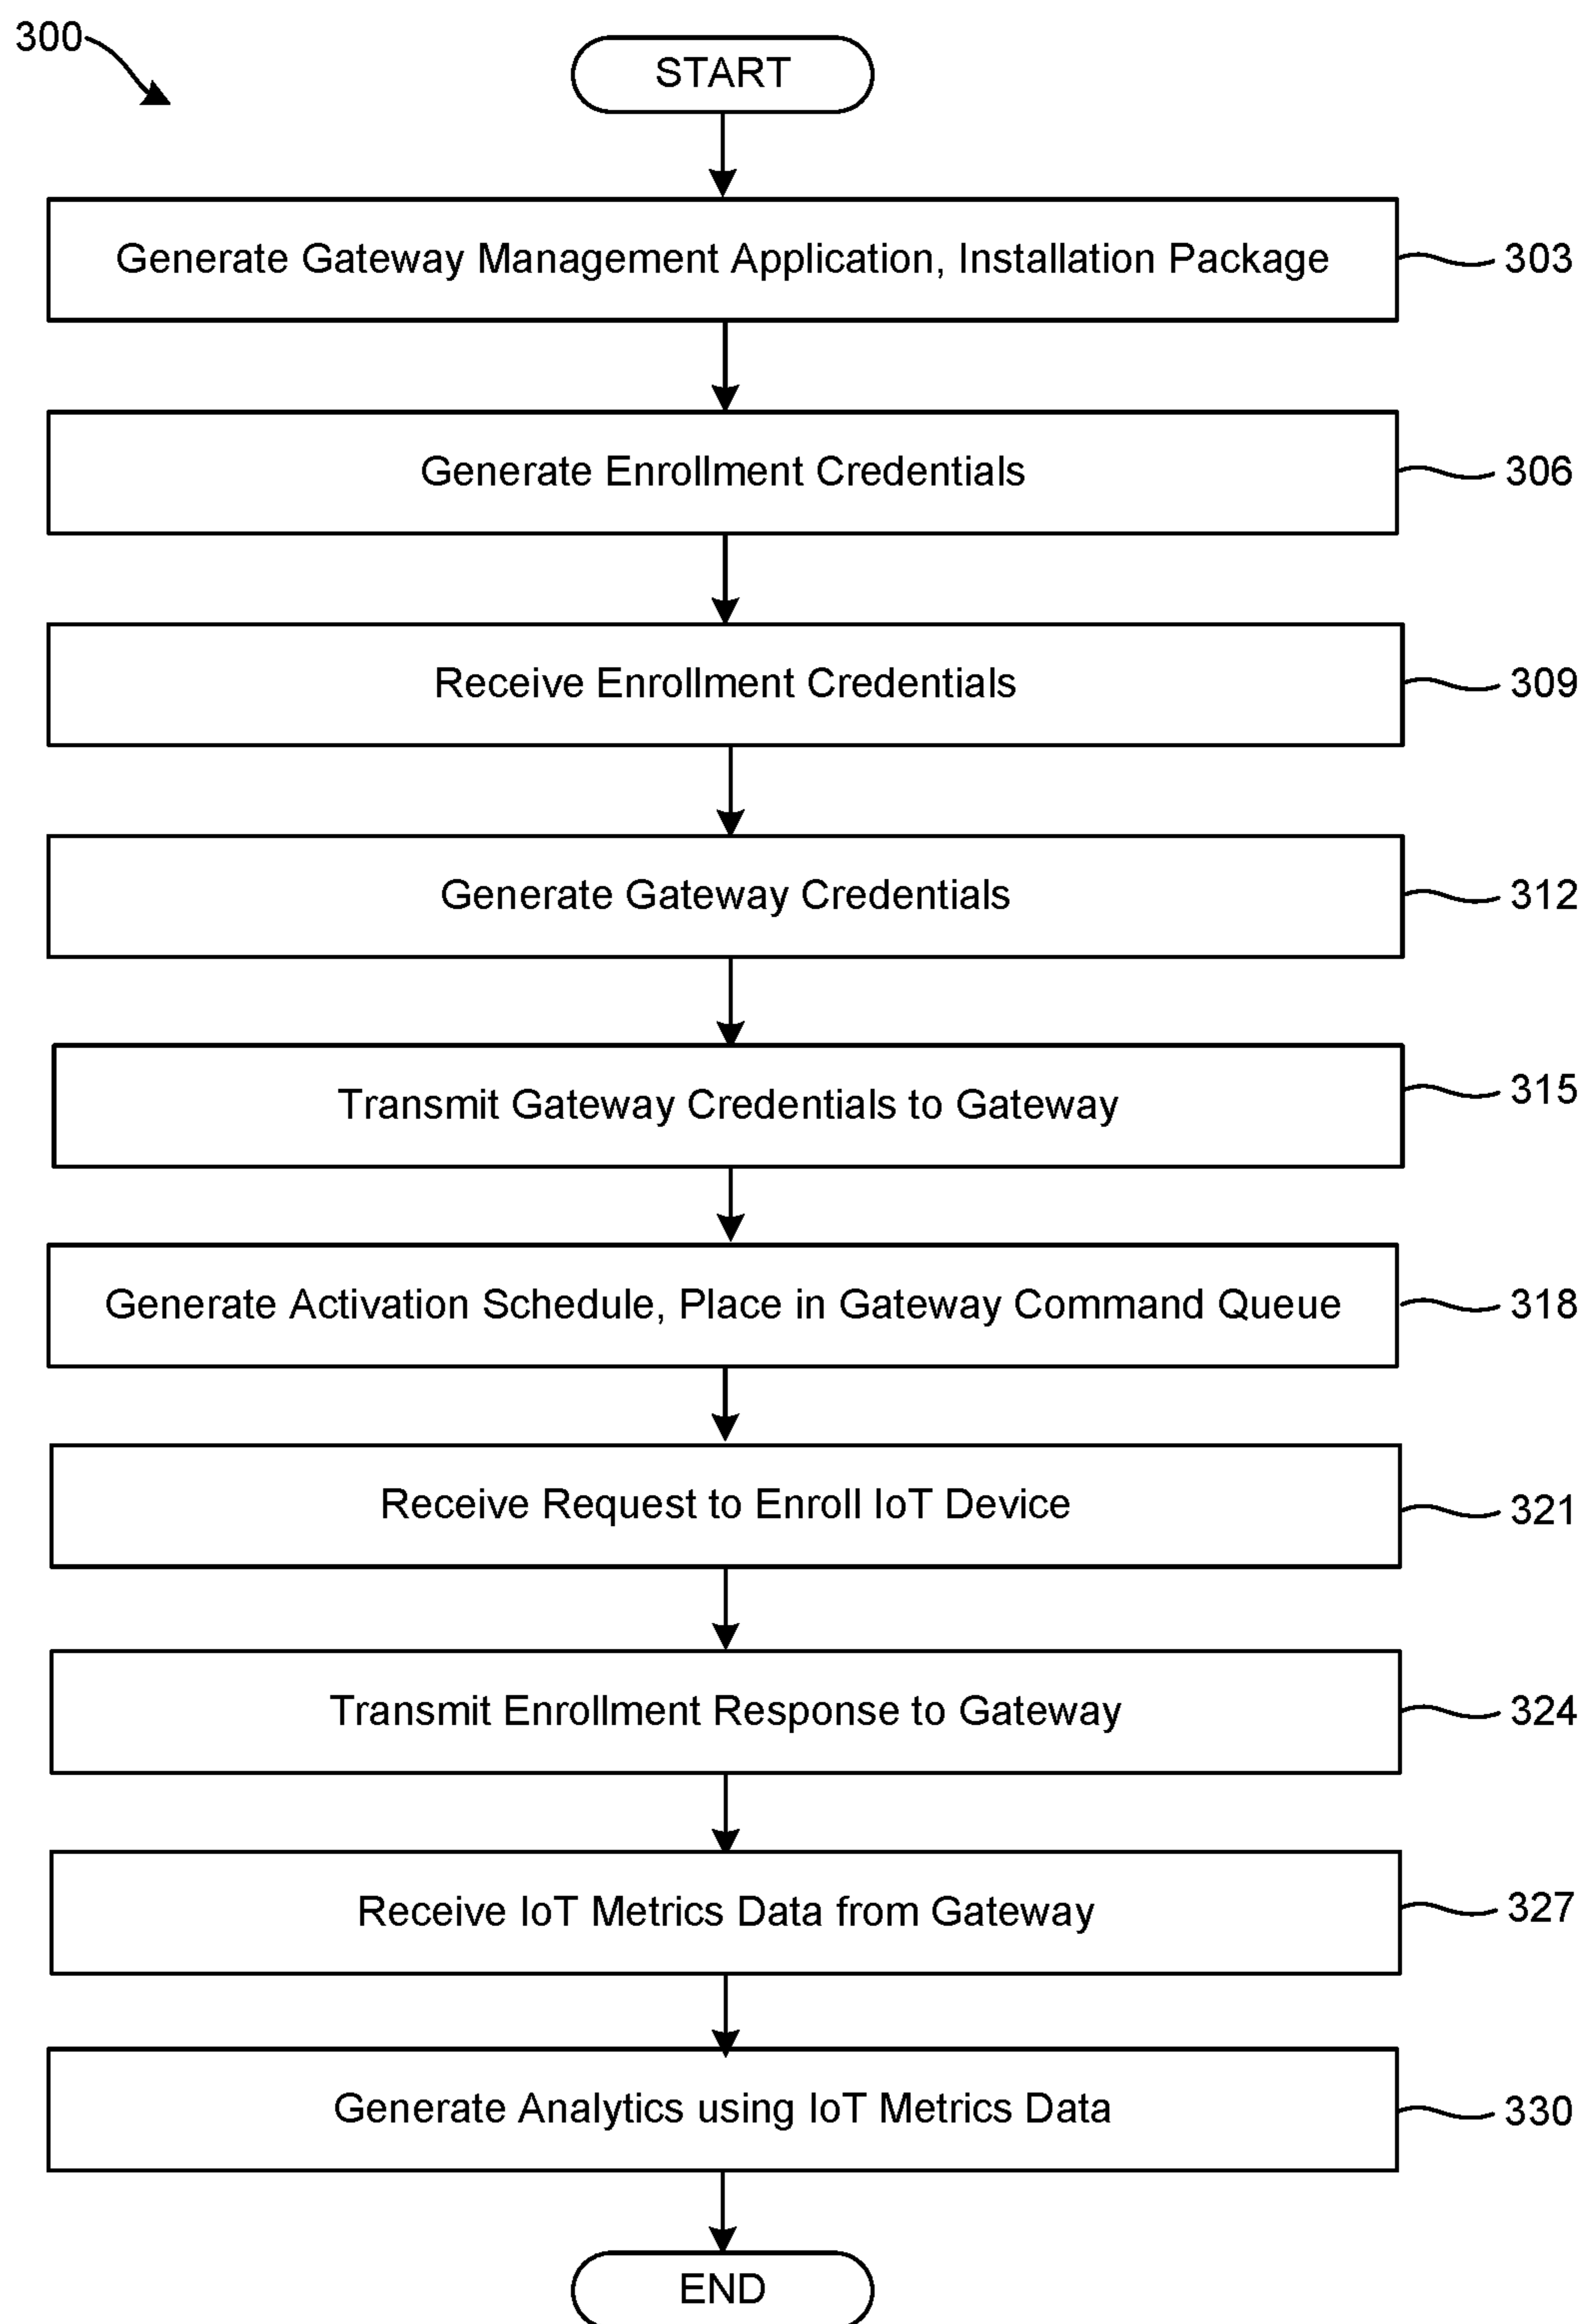 300
START
Generate Gateway Management Application, Installation Package
303
Generate Enrollment Credentials
306
Receive Enrollment Credentials
309
Generate Gateway Credentials
312
Transmit Gateway Credentials to Gateway
315
Generate Activation Schedule, Place in Gateway Command Queue
318
Receive Request to Enroll IoT Device
321
Transmit Enrollment Response to Gateway
324
Receive IoT Metrics Data from Gateway
327
Generate Analytics using IoT Metrics Data
330
END